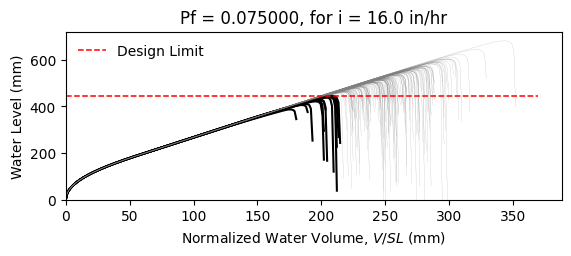 Pf = 0.075000, for i = 16.0 in/hr
Design Limit
Water Level (mm)
600
400
200
0
0 50 100 150 200 250 300 350
Normalized Water Volume, V/SL (mm)